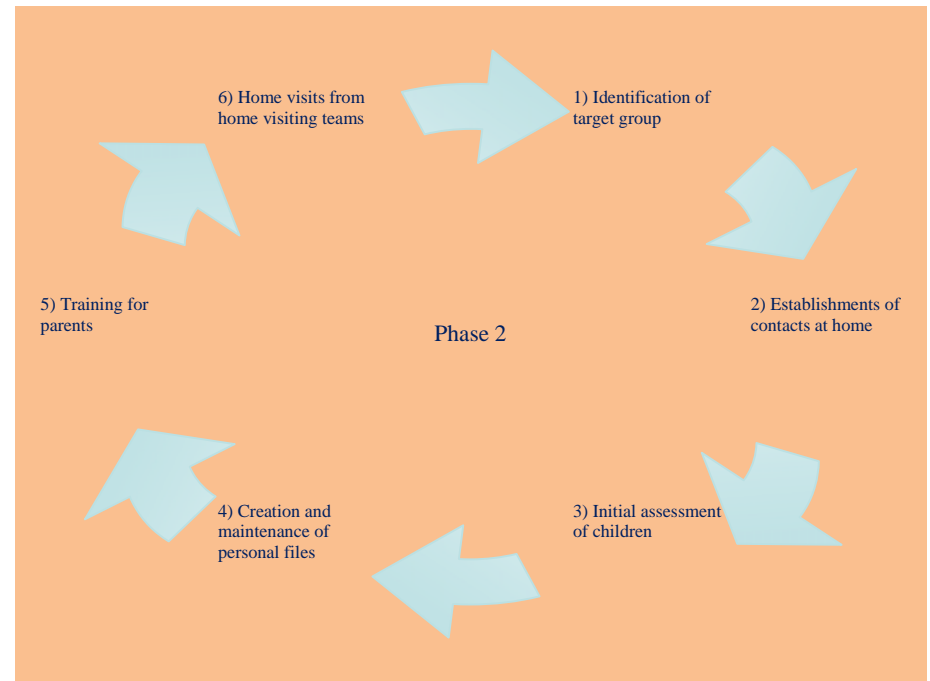 1) Identification of
target group
2) Establishments of
contacts at home
3) Initial assessment
of children
4) Creation and
maintenance of
personal files
5) Training for
parents
6) Home visits from
home visiting teams
Phase 2